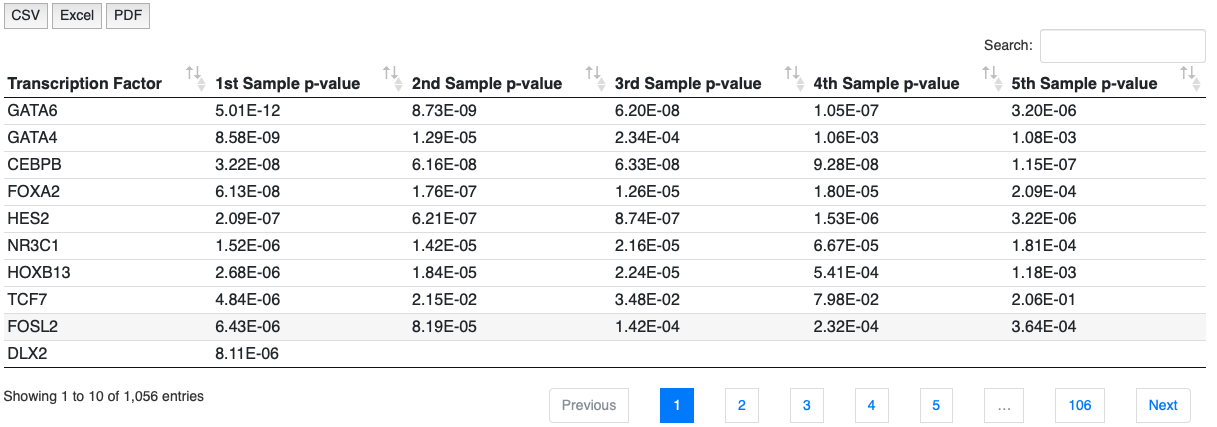 CSV Excel PDF
Search:
Transcription Factor 1st Sample p-value 2nd Sample p-value 3rd Sample p-value 4th Sample p-value 5th Sample p-value
GATA6 5.01E-12 8.73E-09 6.20E-08 1.05E-07 3.20E-06
GATA4 8.58E-09 1.29E-05 2.34E-04 1.06E-03 1.08E-03
CEBPB 3.22E-08 6.16E-08 6.33E-08 9.28E-08 1.15E-07
FOXA2 6.13E-08 1.76E-07 1.26E-05 1.80E-05 2.09E-04
HES2 2.09E-07 6.21E-07 8.74E-07 1.53E-06 3.22E-06
NR3C1 1.52E-06 1.42E-05 2.16E-05 6.67E-05 1.81E-04
HOXB13 2.68E-06 1.84E-05 2.24E-05 5.41E-04 1.18E-03
TCF7 4.84E-06 2.15E-02 3.48E-02 7.98E-02 2.06E-01
FOSL2 6.43E-06 8.19E-05 1.42E-04 2.32E-04 3.64E-04
DLX2 8.11E-06
Showing 1 to 10 of 1,056 entries Previous 1 2 3 4 5 … 106 Next